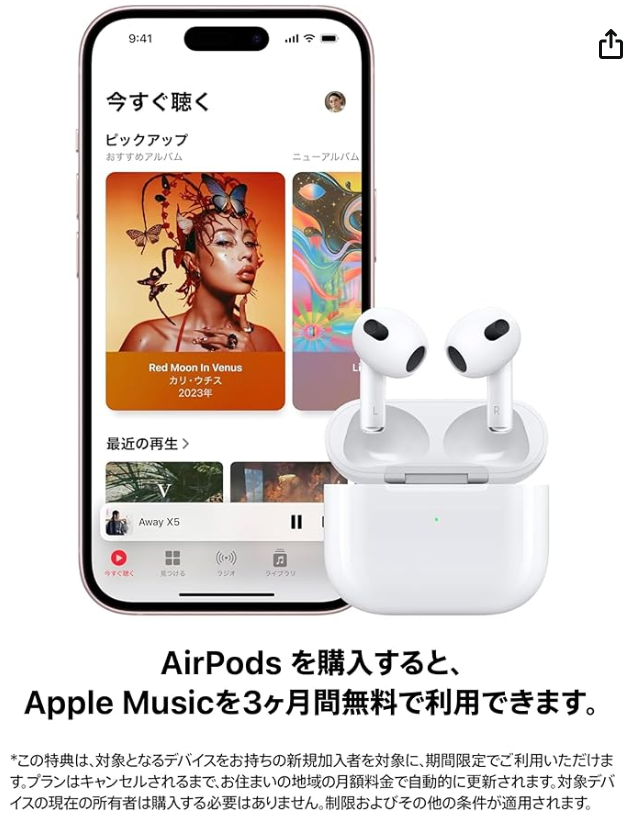 9:41
今すぐ聴く
ピックアップ
おすすめアルバム
ニューアルバム
Red Moon In Venus
カリ・ウチス
2023年
Li
最近の再生 >
V
Away X5
今すぐ聴く
見つける
ラジオ
ライブラリ
L
R
AirPods を購入すると、
Apple Musicを3ヶ月間無料で利用できます。
*この特典は、対象となるデバイスをお持ちの新規加入者を対象に、期間限定でご利用いただけま
す。プランはキャンセルされるまで、お住まいの地域の月額料金で自動的に更新されます。対象デバ
イスの現在の所有者は購入する必要はありません。制限およびその他の条件が適用されます。